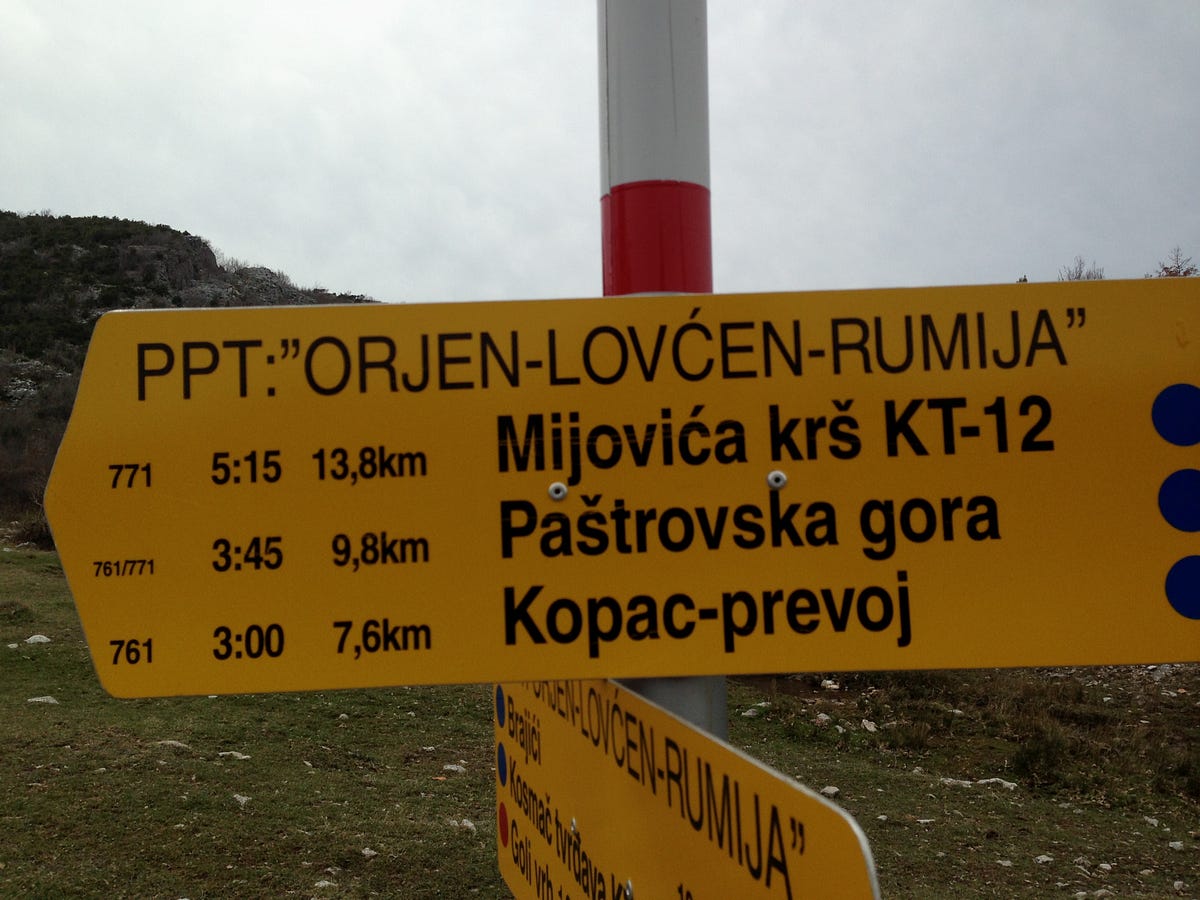 PPT:”ORJEN-LOVĆEN-RUMIJA”
771 5:15 13,8km Mijovića krš KT-12
761/771 3:45 9,8km Paštrovska gora
761 3:00 7,6km Kopac-prevoj
”ORJEN-LOVĆEN-RUMIJA”
Brajići
Kosmač tvrđava
Goli vrh